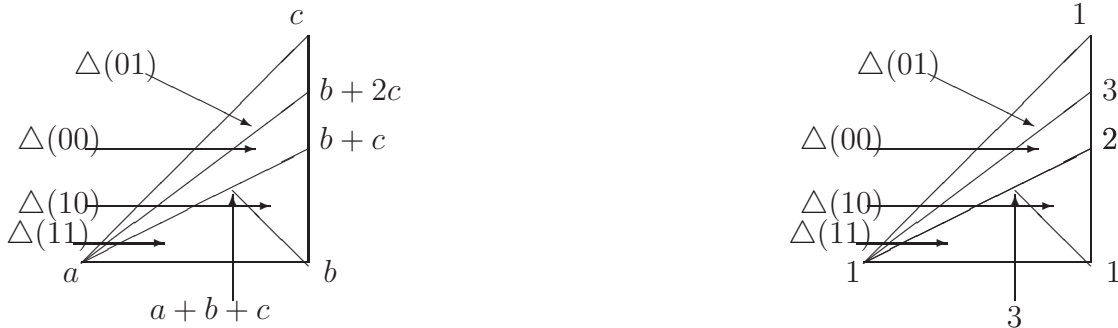 c
△(01)
b + 2c
△(00)
b + c
△(10)
△(11)
a
b
a + b + c
1
△(01)
3
△(00)
2
△(10)
△(11)
1
1
3